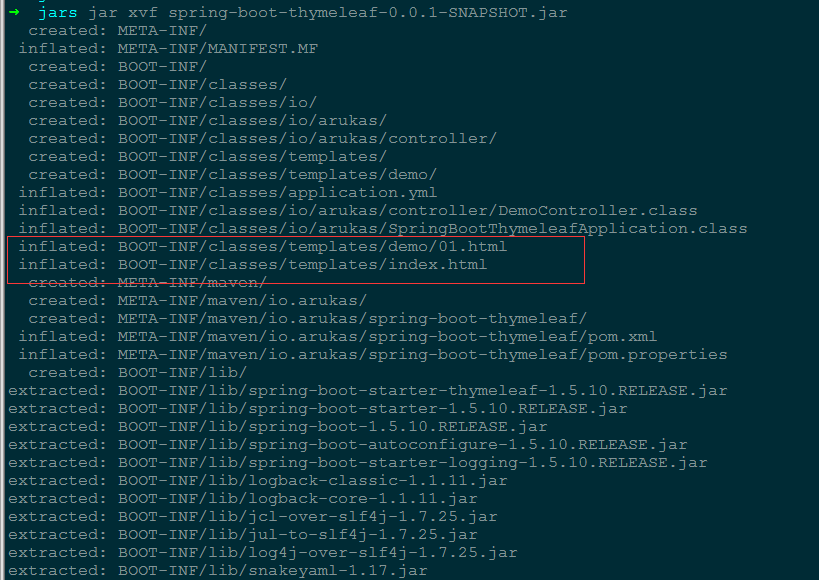 → jars jar xvf spring-boot-thymeleaf-0.0.1-SNAPSHOT.jar
created: META-INF/
inflated: META-INF/MANIFEST.MF
created: BOOT-INF/
created: BOOT-INF/classes/
created: BOOT-INF/classes/io/
created: BOOT-INF/classes/io/arukas/
created: BOOT-INF/classes/io/arukas/controller/
created: BOOT-INF/classes/templates/
created: BOOT-INF/classes/templates/demo/
inflated: BOOT-INF/classes/application.yml
inflated: BOOT-INF/classes/io/arukas/controller/DemoController.class
inflated: BOOT-INF/classes/io/arukas/SpringBootThymeleafApplication.class
inflated: BOOT-INF/classes/templates/demo/01.html
inflated: BOOT-INF/classes/templates/index.html
created: META-INF/maven/
created: META-INF/maven/io.arukas/
created: META-INF/maven/io.arukas/spring-boot-thymeleaf/
inflated: META-INF/maven/io.arukas/spring-boot-thymeleaf/pom.xml
inflated: META-INF/maven/io.arukas/spring-boot-thymeleaf/pom.properties
created: BOOT-INF/lib/
extracted: BOOT-INF/lib/spring-boot-starter-thymeleaf-1.5.10.RELEASE.jar
extracted: BOOT-INF/lib/spring-boot-starter-1.5.10.RELEASE.jar
extracted: BOOT-INF/lib/spring-boot-1.5.10.RELEASE.jar
extracted: BOOT-INF/lib/spring-boot-autoconfigure-1.5.10.RELEASE.jar
extracted: BOOT-INF/lib/spring-boot-starter-logging-1.5.10.RELEASE.jar
extracted: BOOT-INF/lib/logback-classic-1.1.11.jar
extracted: BOOT-INF/lib/logback-core-1.1.11.jar
extracted: BOOT-INF/lib/jcl-over-slf4j-1.7.25.jar
extracted: BOOT-INF/lib/jul-to-slf4j-1.7.25.jar
extracted: BOOT-INF/lib/log4j-over-slf4j-1.7.25.jar
extracted: BOOT-INF/lib/snakeyaml-1.17.jar